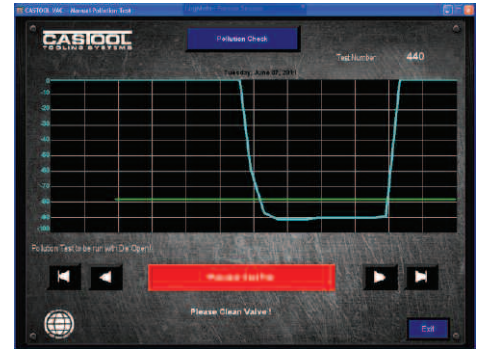 CASTOOL VMC - Manual Pollution Test
CASTOOL
TOOLING SYSTEMS
Pollution Check
Tuesday, June 07, 2011
Test Number
440
0
-10
-20
-30
-40
-50
-60
-70
-80
-90
-100
Pollution Test to be run with Die Open!!
Please Clean Valve !
Exit